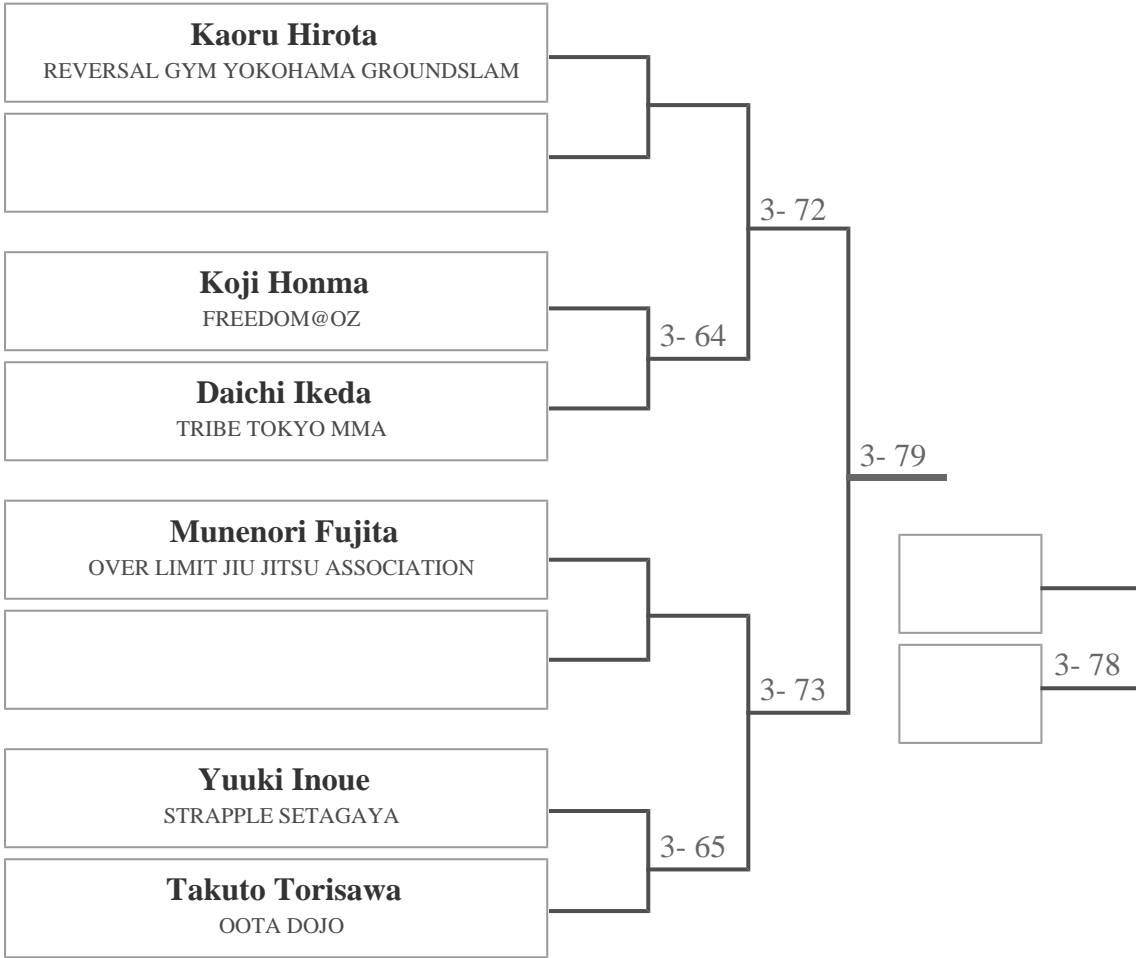 Kaoru Hirota
REVERSAL GYM YOKOHAMA GROUNDSLAM
3- 72
Koji Honma
FREEDOM@OZ
3- 64
Daichi Ikeda
TRIBE TOKYO MMA
3- 79
Munenori Fujita
OVER LIMIT JIU JITSU ASSOCIATION
3- 78
3- 73
Yuuki Inoue
STRAPPLE SETAGAYA
3- 65
Takuto Torisawa
OOTA DOJO